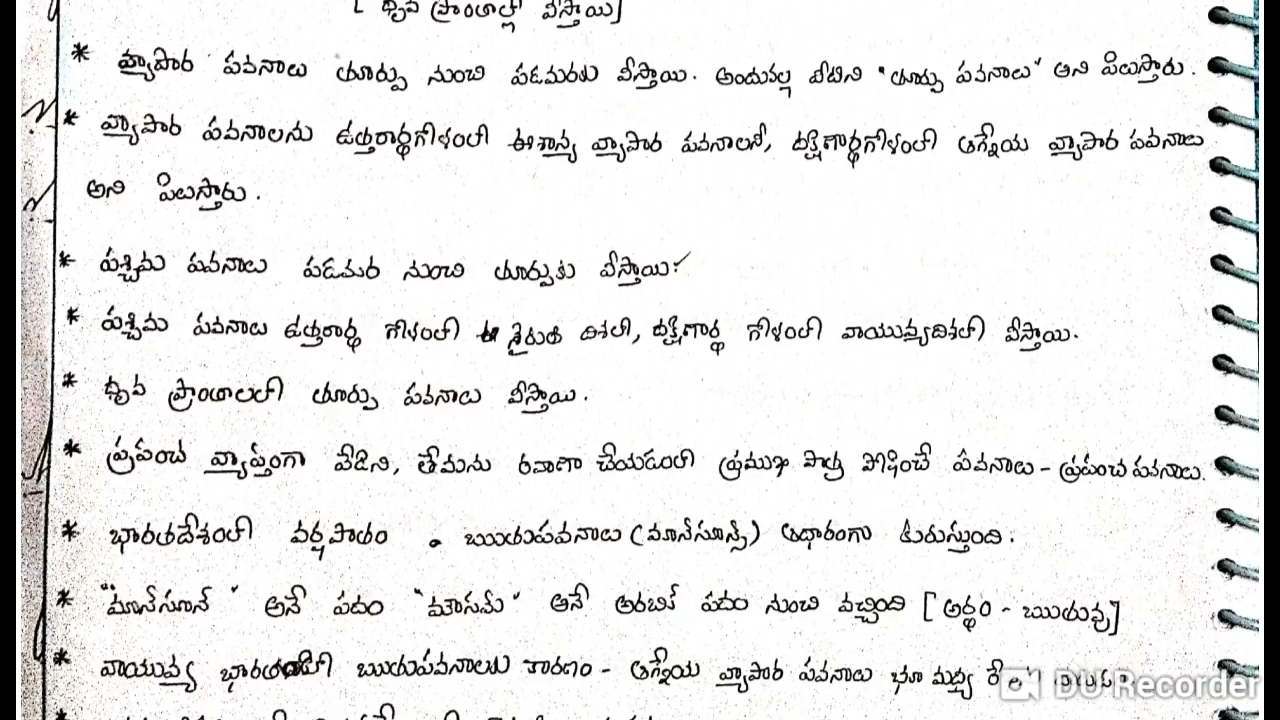 [ ధృవ ప్రాంతాల్లో వీస్తాయి]
* వ్యాపార పవనాలు తూర్పు నుంచి పడమరకు వీస్తాయి. అందువల్ల వీటిని "తూర్పు పవనాలు" అని పిలుస్తారు.
* వ్యాపార పవనాలను ఉత్తరార్థగోళంలో ఈశాన్య వ్యాపార పవనాలనీ, దక్షిణార్థగోళంలో ఆగ్నేయ వ్యాపార పవనాలు
అని పిలుస్తారు.
* పశ్చిమ పవనాలు పడమర నుంచి తూర్పుకు వీస్తాయి.
* పశ్చిమ పవనాలు ఉత్తరార్థ గోళంలో నైరుతి దిశలో, దక్షిణార్థ గోళంలో వాయువ్యదిశలో వీస్తాయి.
* ధృవ ప్రాంతాలలో తూర్పు పవనాలు వీస్తాయి.
* ప్రపంచ వ్యాప్తంగా వేడిని, తేమను రవాణా చేయడంలో ప్రముఖ పాత్ర పోషించే పవనాలు - ప్రపంచ పవనాలు.
* భారతదేశంలో వర్షపాతం ఋతుపవనాలు (మాన్‌సూన్స్) ఆధారంగా కురుస్తుంది.
* "మాన్‌సూన్" అనే పదం "మౌసమ్" అనే అరబిక్ పదం నుంచి వచ్చింది [అర్థం - ఋతువు]
* వాయువ్య ఋతుపవనాలకు కారణం - ఆగ్నేయ వ్యాపార పవనాలు భూ మధ్య
DU Recorder